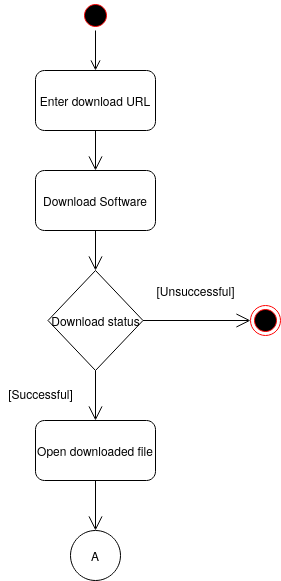 Enter download URL
Download Software
[Unsuccessful]
Download status
[Successful]
Open downloaded file
A